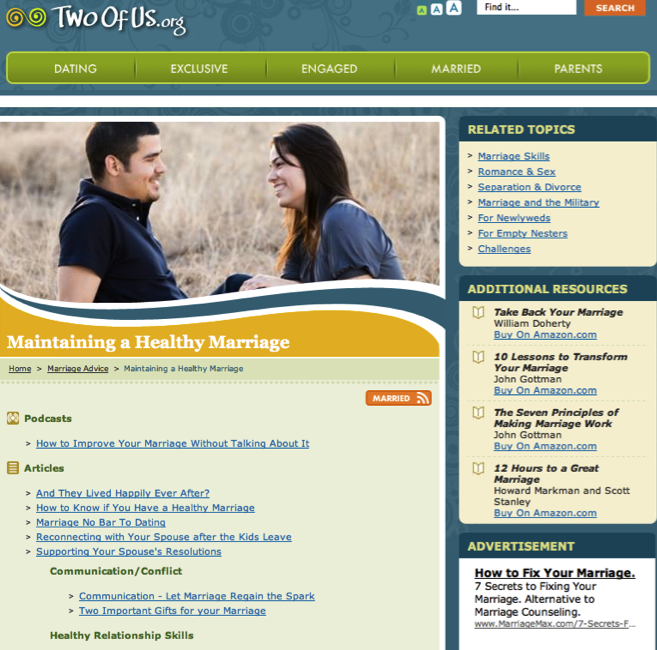 Two Of Us.org
A A A
Find it...
SEARCH
DATING
EXCLUSIVE
ENGAGED
MARRIED
PARENTS
Maintaining a Healthy Marriage
Home > Marriage Advice > Maintaining a Healthy Marriage
MARRIED
Podcasts
> How to Improve Your Marriage Without Talking About It
Articles
> And They Lived Happily Ever After?
> How to Know if You Have a Healthy Marriage
> Marriage No Bar To Dating
> Reconnecting with Your Spouse after the Kids Leave
> Supporting Your Spouse's Resolutions
Communication/Conflict
> Communication - Let Marriage Regain the Spark
> Two Important Gifts for your Marriage
Healthy Relationship Skills
RELATED TOPICS
> Marriage Skills
> Romance & Sex
> Separation & Divorce
> Marriage and the Military
> For Newlyweds
> For Empty Nesters
> Challenges
ADDITIONAL RESOURCES
Take Back Your Marriage
William Doherty
Buy On Amazon.com
10 Lessons to Transform
Your Marriage
John Gottman
Buy On Amazon.com
The Seven Principles of
Making Marriage Work
John Gottman
Buy On Amazon.com
12 Hours to a Great
Marriage
Howard Markman and Scott
Stanley
Buy On Amazon.com
ADVERTISEMENT
How to Fix Your Marriage.
7 Secrets to Fixing Your
Marriage. Alternative to
Marriage Counseling.
www.MarriageMax.com/7-Secrets-F...